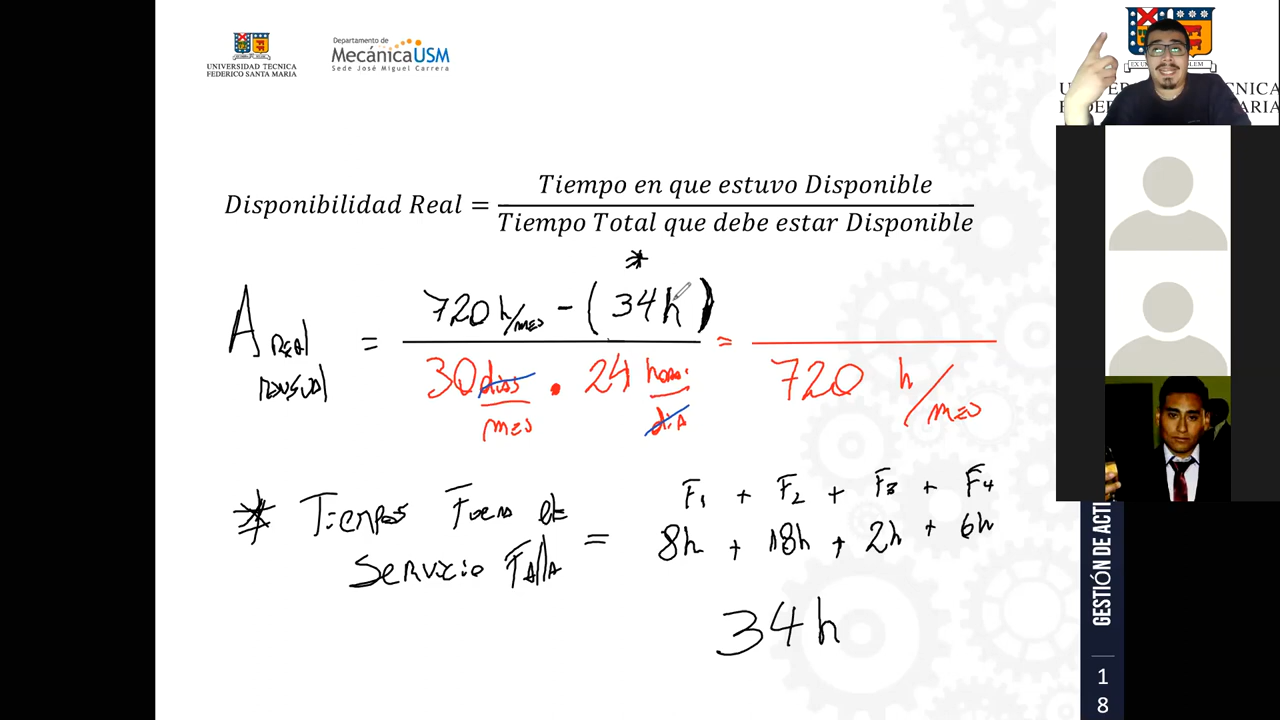 UNIVERSIDAD TECNICA
FEDERICO SANTA MARIA
Departamento de
MecánicaUSM
Sede José Miguel Carrera
Disponibilidad Real = Tiempo en que estuvo Disponible
Tiempo Total que debe estar Disponible
*
A REAL MENSUAL = 720 h/MES - ( 34h ) =
30 días/MES . 24 horas/día 720 h/MES
* Tiempos Fuera de
Servicio Falla =
F1 + F2 + F3 + F4
8h + 18h + 2h + 6h
34h
GESTIÓN DE ACTI
1
8